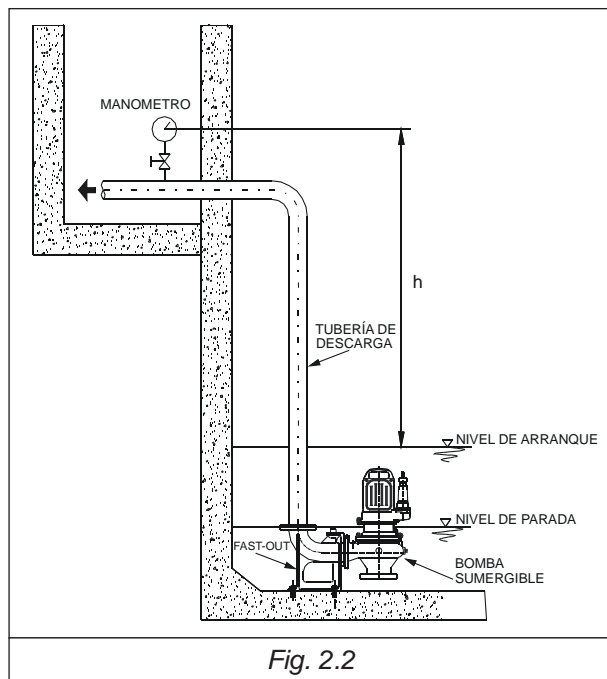 MANOMETRO
h
TUBERÍA DE
DESCARGA
NIVEL DE ARRANQUE
NIVEL DE PARADA
FAST-OUT
BOMBA
SUMERGIBLE
Fig. 2.2